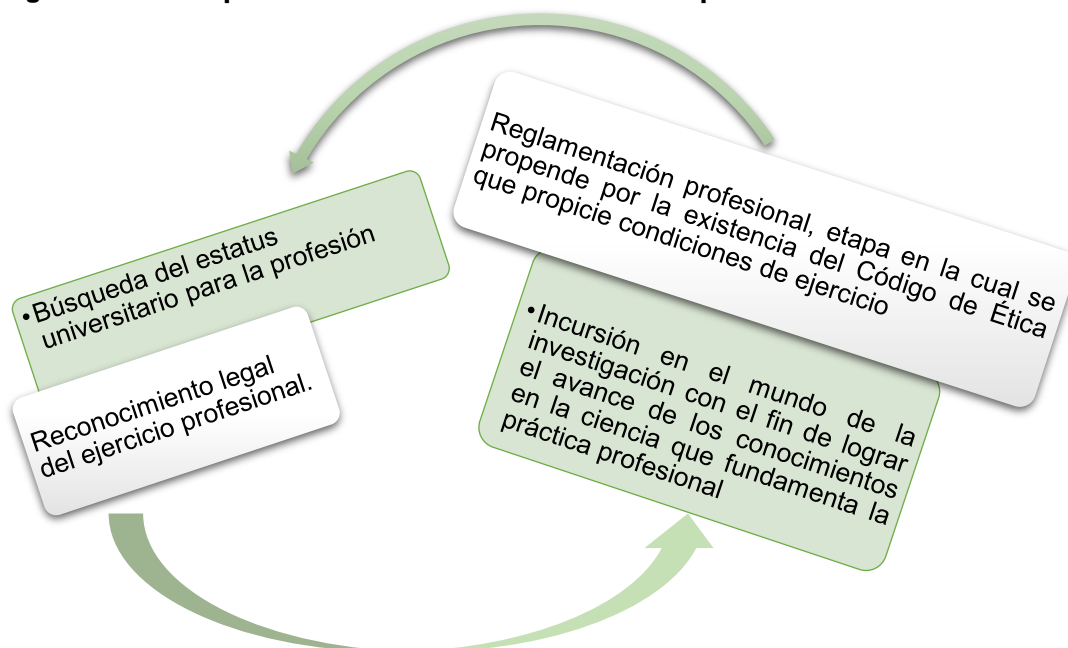 •Búsqueda del estatus
universitario para la profesión
Reconocimiento legal
del ejercicio profesional.
Reglamentación profesional, etapa en la cual se
propende por la existencia del Código de Ética
que propicie condiciones de ejercicio
•Incursión en el mundo de la
investigación con el fin de lograr
el avance de los conocimientos
en la ciencia que fundamenta la
práctica profesional